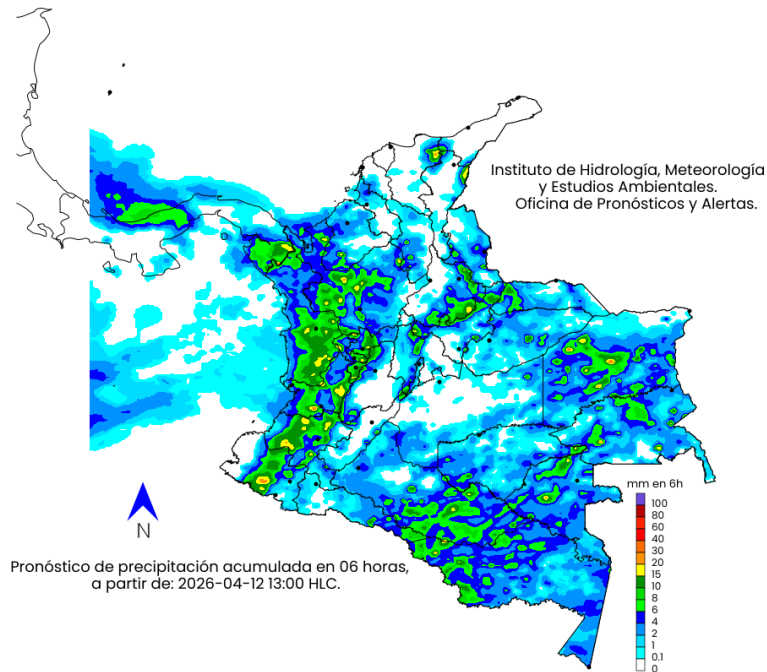 Instituto de Hidrología, Meteorología
y Estudios Ambientales.
Oficina de Pronósticos y Alertas.
N
Pronóstico de precipitación acumulada en 06 horas,
a partir de: 2026-04-12 13:00 HLC.
mm en 6h
100
80
60
40
30
20
15
10
8
6
4
2
1
0.1
0